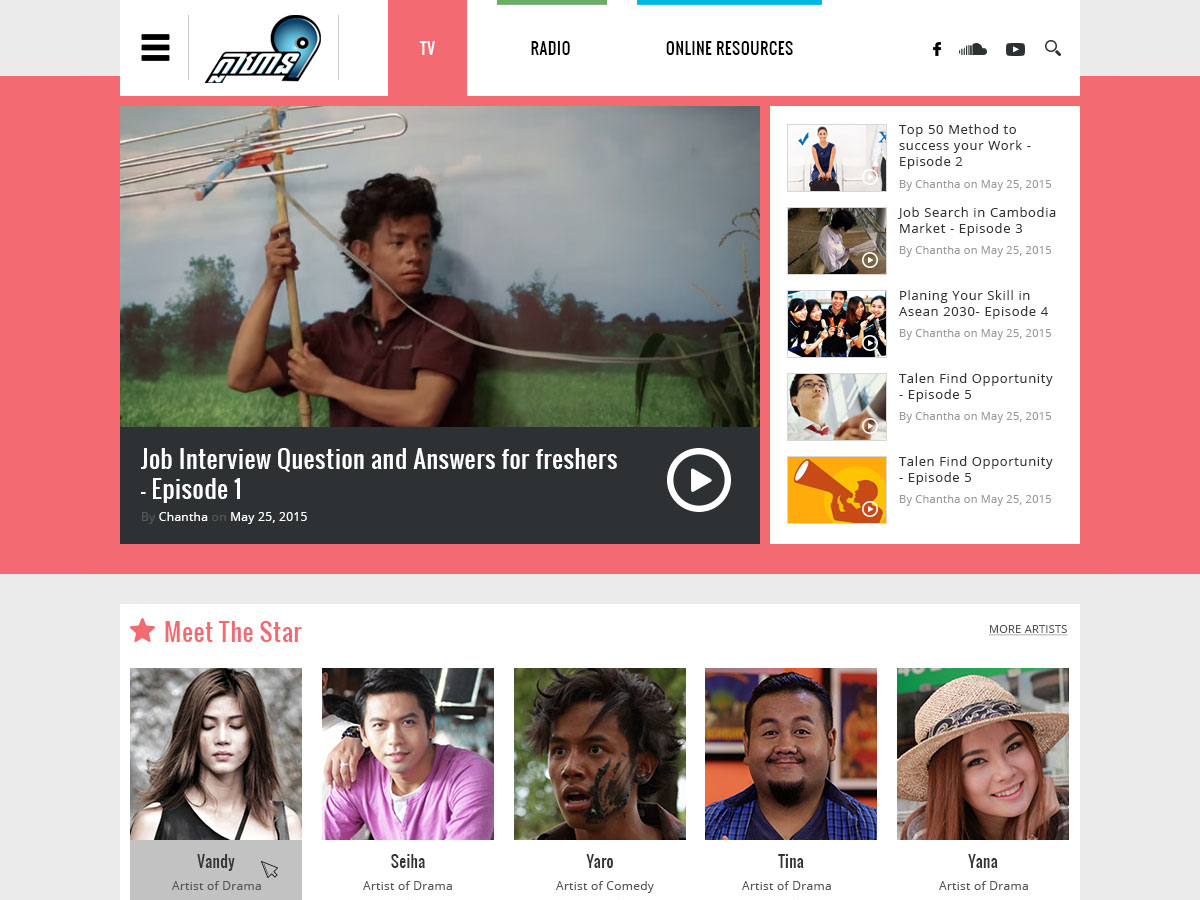 TV
RADIO
ONLINE RESOURCES
Top 50 Method to
success your Work -
Episode 2
By Chantha on May 25, 2015
Job Search in Cambodia
Market - Episode 3
By Chantha on May 25, 2015
Planing Your Skill in
Asean 2030- Episode 4
By Chantha on May 25, 2015
Talen Find Opportunity
- Episode 5
By Chantha on May 25, 2015
Talen Find Opportunity
- Episode 5
By Chantha on May 25, 2015
Job Interview Question and Answers for freshers
- Episode 1
By Chantha on May 25, 2015
Meet The Star
MORE ARTISTS
Vandy
Artist of Drama
Seiha
Artist of Drama
Yaro
Artist of Comedy
Tina
Artist of Drama
Yana
Artist of Drama